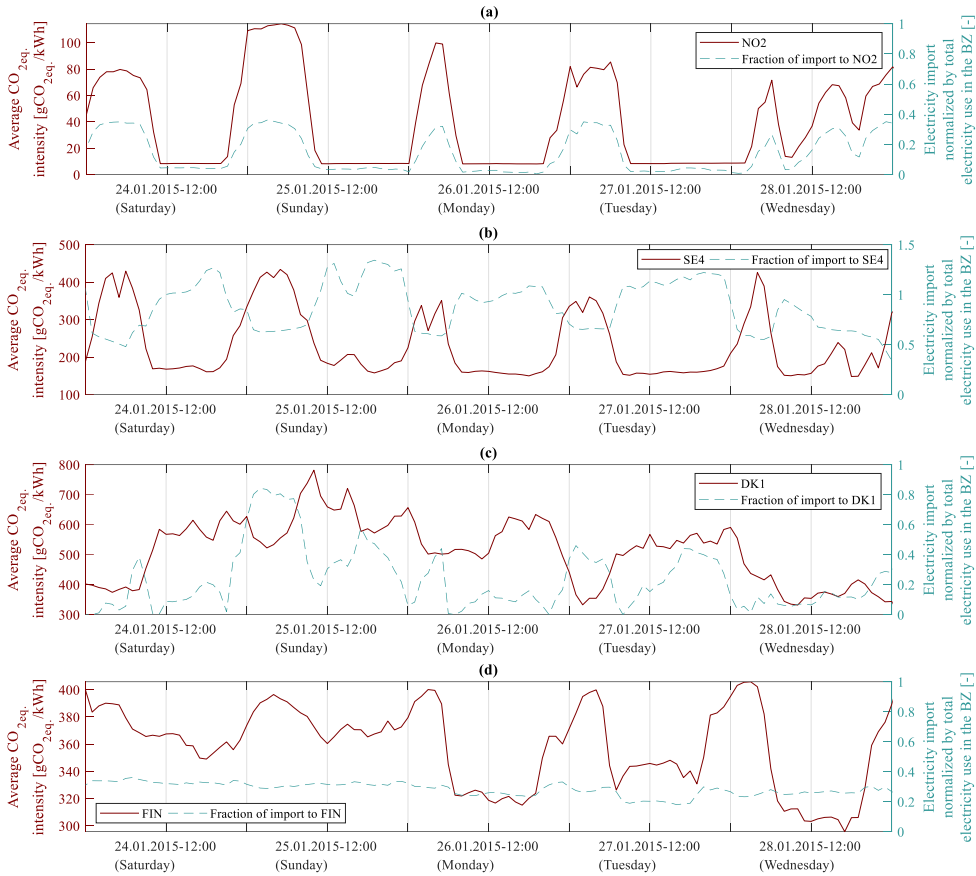 (a)
Average CO2eq.
intensity [gCO2eq./kWh]
100
80
60
40
20
0
NO2
Fraction of import to NO2
1
0.8
0.6
0.4
0.2
0
Electricity import
normalized by total
electricity use in the BZ [-]
24.01.2015-12:00 25.01.2015-12:00 26.01.2015-12:00 27.01.2015-12:00 28.01.2015-12:00
(Saturday) (Sunday) (Monday) (Tuesday) (Wednesday)
(b)
Average CO2eq.
intensity [gCO2eq./kWh]
500
400
300
200
100
SE4 Fraction of import to SE4
1.5
1
0.5
0
Electricity import
normalized by total
electricity use in the BZ [-]
24.01.2015-12:00 25.01.2015-12:00 26.01.2015-12:00 27.01.2015-12:00 28.01.2015-12:00
(Saturday) (Sunday) (Monday) (Tuesday) (Wednesday)
(c)
Average CO2eq.
intensity [gCO2eq./kWh]
800
700
600
500
400
300
DK1
Fraction of import to DK1
1
0.8
0.6
0.4
0.2
0
Electricity import
normalized by total
electricity use in the BZ [-]
24.01.2015-12:00 25.01.2015-12:00 26.01.2015-12:00 27.01.2015-12:00 28.01.2015-12:00
(Saturday) (Sunday) (Monday) (Tuesday) (Wednesday)
(d)
Average CO2eq.
intensity [gCO2eq./kWh]
400
380
360
340
320
300
FIN Fraction of import to FIN
1
0.8
0.6
0.4
0.2
0
Electricity import
normalized by total
electricity use in the BZ [-]
24.01.2015-12:00 25.01.2015-12:00 26.01.2015-12:00 27.01.2015-12:00 28.01.2015-12:00
(Saturday) (Sunday) (Monday) (Tuesday) (Wednesday)